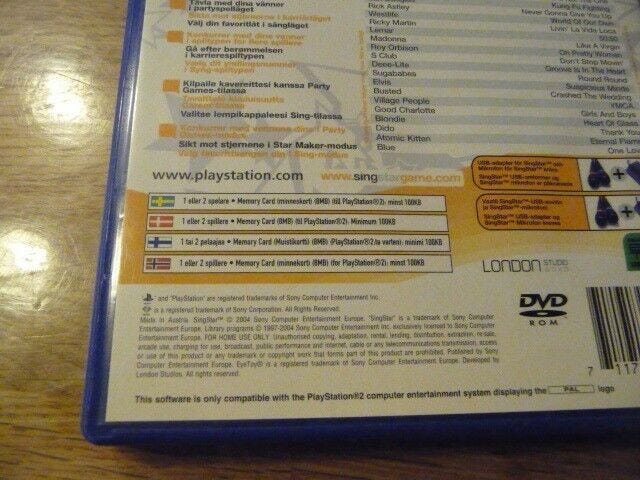 Tävla med dina vänner
i partyspelläget
Välj din favoritlåt i sångläget
Gå efter berømmelsen
i karrierespiltypen
Kilpaile kavereittesi kanssa Party
Games-tilassa
Valitse lempikappaleesi Sing-tilassa
Sikt mot stjernene i Star Maker-modus
Rick Astley
Westlife
Ricky Martin
Lemar
Madonna
Roy Orbison
S Club
Deee-Lite
Sugababes
Elvis
Busted
Village People
Good Charlotte
Blondie
Dido
Atomic Kitten
Blue
Kung Fu Fighting
Never Gonna Give You Up
World Of Our Own
Livin' La Vida Loca
50/50
Like A Virgin
Oh Pretty Woman
Don't Stop Movin'
Groove Is In The Heart
Round Round
Suspicious Minds
Crashed The Wedding
YMCA
Girls And Boys
Heart Of Glass
Thank You
Eternal Flame
One Love
www.playstation.com
www.singstargame.com
1 eller 2 spelare • Memory Card (minneskort) (8MB) (till PlayStation®2): minst 100KB
1 eller 2 spillere • Memory Card (8MB) (til PlayStation®2): Minimum 100KB
1 tai 2 pelaajaa • Memory Card (Muistikortti) (8MB) (PlayStation®2:ta varten): minimi 100KB
1 eller 2 spillere • Memory Card (minnekort) (8MB) (for PlayStation®2): minst 100KB
LONDON STUDIO
DVD
ROM
and "PlayStation" are registered trademarks of Sony Computer Entertainment Inc.
is a registered trademark of Sony Corporation. All Rights Reserved.
Made in Austria. SingStar™ © 2004 Sony Computer Entertainment Europe. "SingStar" is a trademark of Sony Computer
Entertainment Europe. Library programs © 1997-2004 Sony Computer Entertainment Inc. exclusively licensed to Sony Computer
Entertainment Europe. FOR HOME USE ONLY. Unauthorised copying, adaptation, rental, lending, distribution, extraction, re-sale,
arcade use, charging for use, broadcast, public performance and internet, cable or any telecommunications transmission, access
or use of this product or any trademark or copyright work that forms part of this product are prohibited. Published by Sony
Computer Entertainment Europe. EyeToy® is a registered trademark of Sony Computer Entertainment Europe. Developed by
London Studios. All rights reserved.
This software is only compatible with the PlayStation®2 computer entertainment system displaying the PAL logo.
7 117